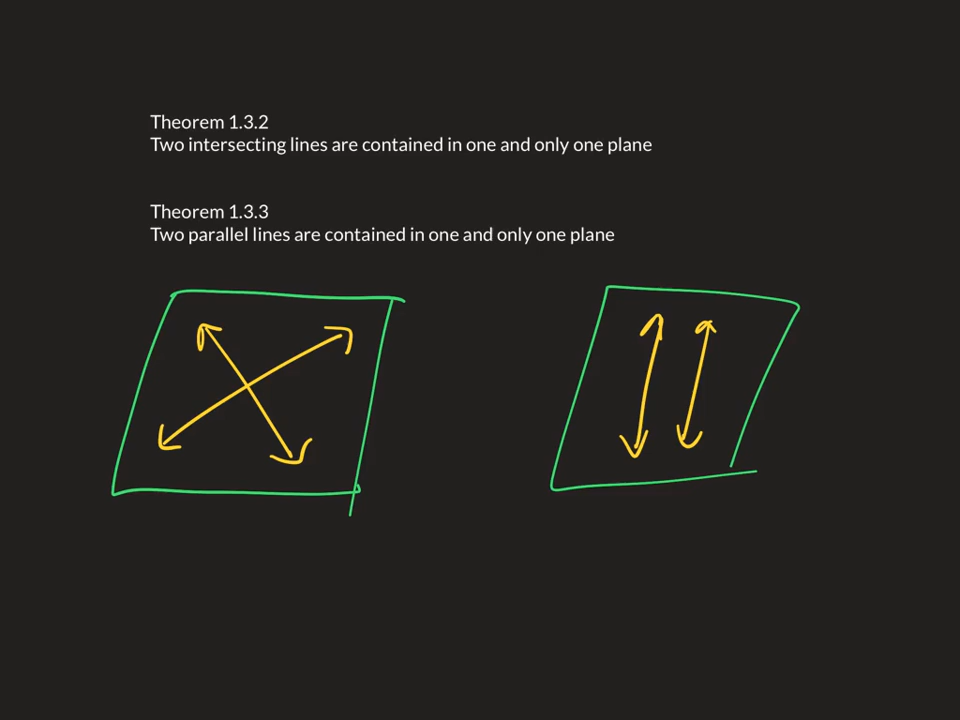 Theorem 1.3.2
Two intersecting lines are contained in one and only one plane
Theorem 1.3.3
Two parallel lines are contained in one and only one plane